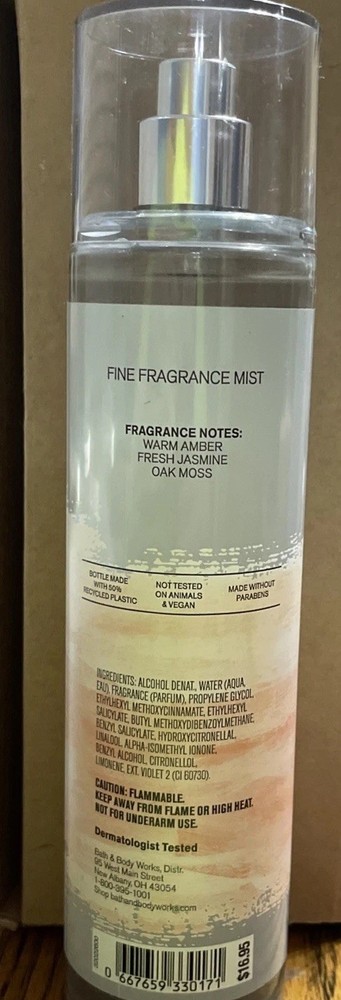 FINE FRAGRANCE MIST
FRAGRANCE NOTES:
WARM AMBER
FRESH JASMINE
OAK MOSS
BOTTLE MADE
WITH 50%
RECYCLED PLASTIC
NOT TESTED
ON ANIMALS
& VEGAN
MADE WITHOUT
PARABENS
INGREDIENTS: ALCOHOL DENAT., WATER (AQUA,
EAU), FRAGRANCE (PARFUM), PROPYLENE GLYCOL,
ETHYLHEXYL METHOXYCINNAMATE, ETHYLHEXYL
SALICYLATE, BUTYL METHOXYDIBENZOYLMETHANE,
BENZYL SALICYLATE, HYDROXYCITRONELLAL,
LINALOOL, ALPHA-ISOMETHYL IONONE,
BENZYL ALCOHOL, CITRONELLOL,
LIMONENE, EXT. VIOLET 2 (CI 60730).
CAUTION: FLAMMABLE.
KEEP AWAY FROM FLAME OR HIGH HEAT.
NOT FOR UNDERARM USE.
Dermatologist Tested
Bath & Body Works, Distr.
95 West Main Street
New Albany, OH 43054
1-800-395-1001
Shop bathandbodyworks.com
0 667659 330171
$16.95